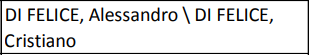 DI FELICE, Alessandro \ DI FELICE,
Cristiano